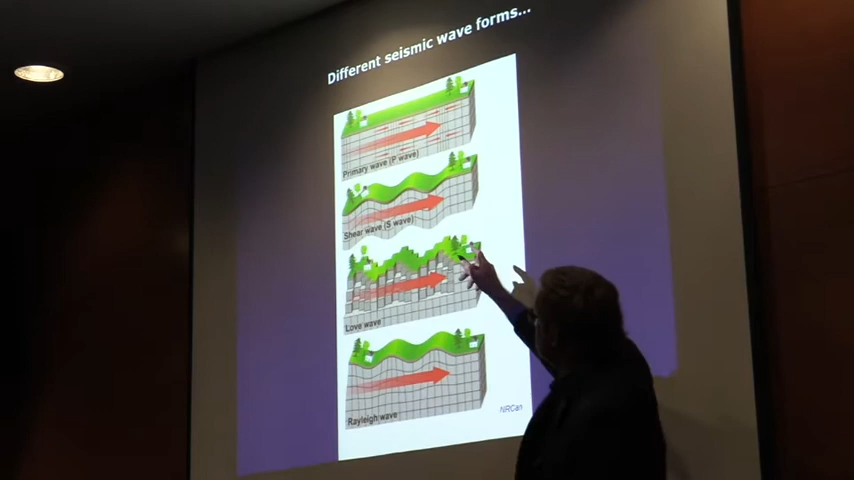 Different seismic wave forms...
Primary wave (P wave)
Shear wave (S wave)
Love wave
Rayleigh wave
NRCan